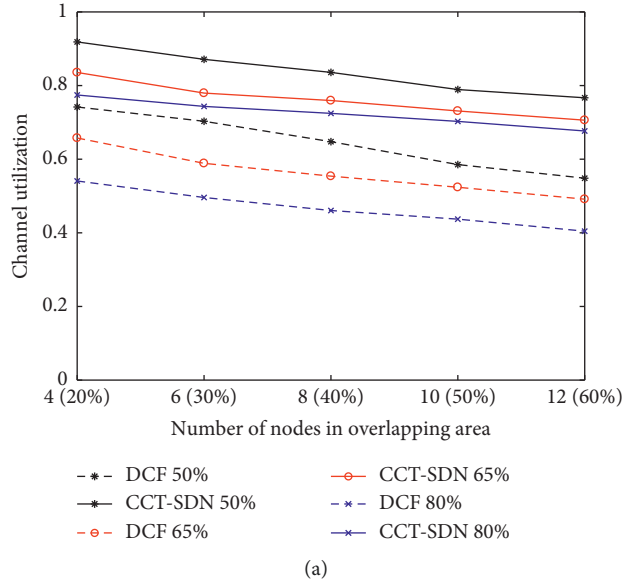 1
0.8
0.6
0.4
0.2
0
Channel utilization
4 (20%) 6 (30%) 8 (40%) 10 (50%) 12 (60%)
Number of nodes in overlapping area
DCF 50% CCT-SDN 65%
CCT-SDN 50% DCF 80%
DCF 65% CCT-SDN 80%
(a)